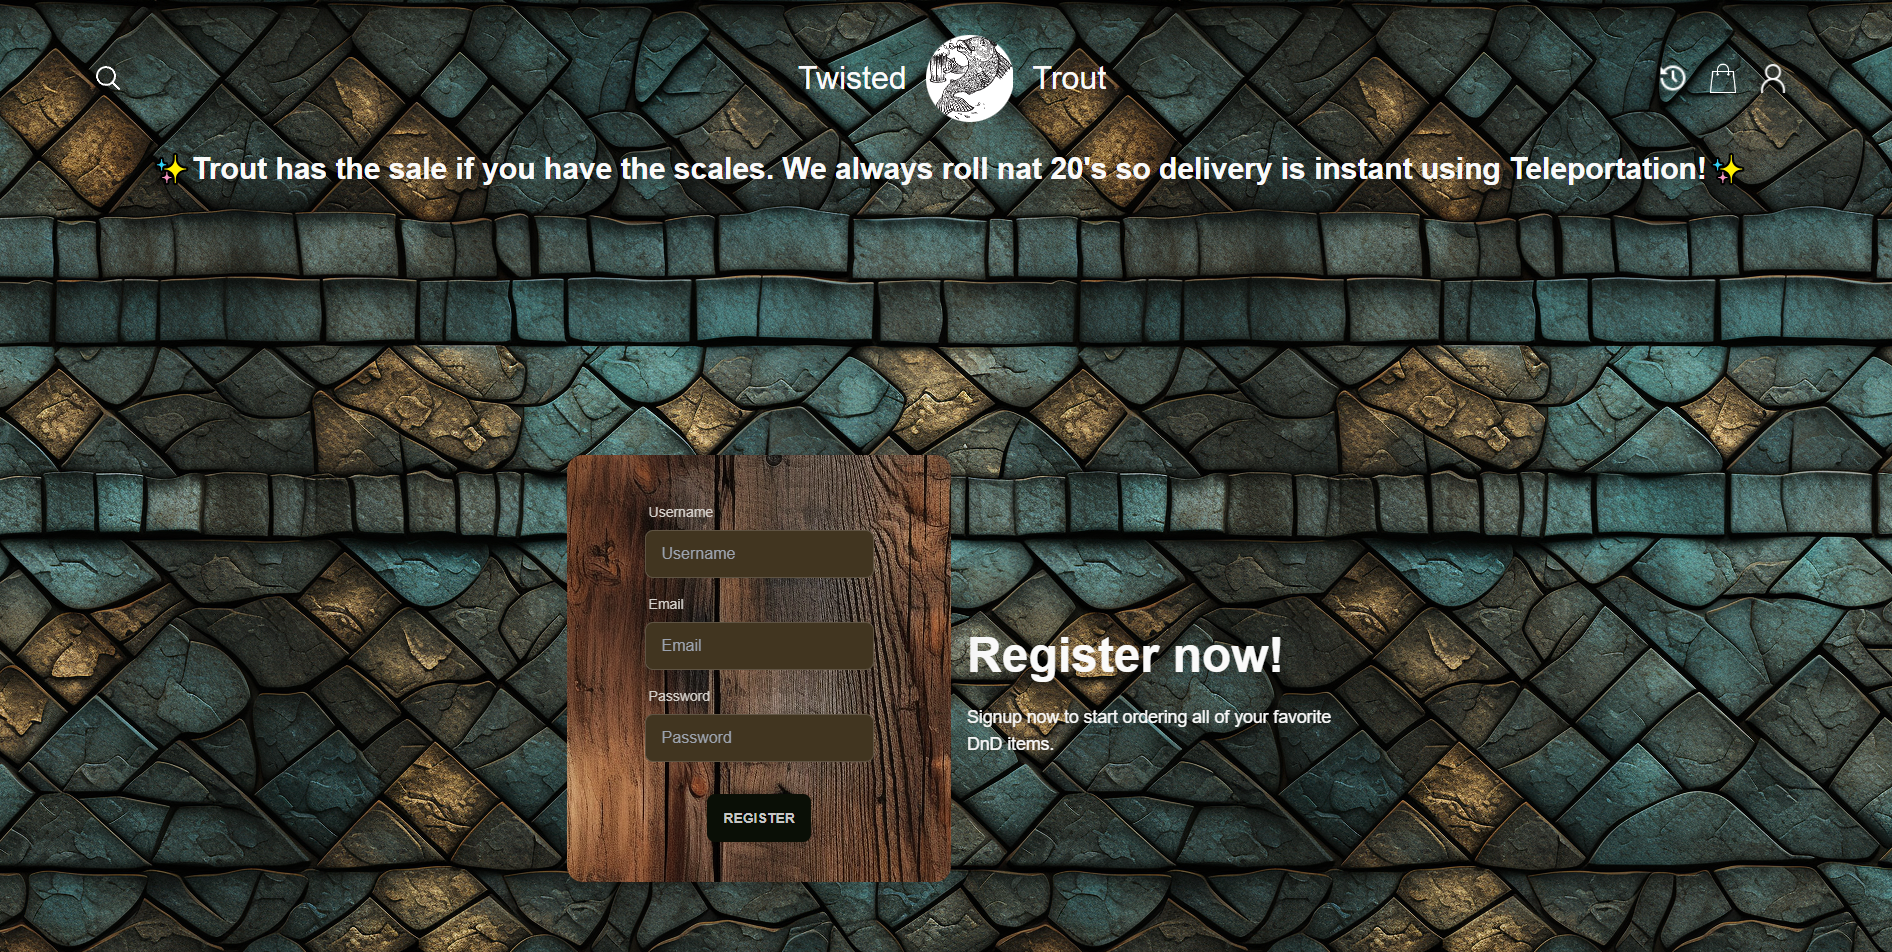 Twisted Trout
✨Trout has the sale if you have the scales. We always roll nat 20's so delivery is instant using Teleportation!✨
Username
Username
Email
Email
Password
Password
REGISTER
Register now!
Signup now to start ordering all of your favorite
DnD items.